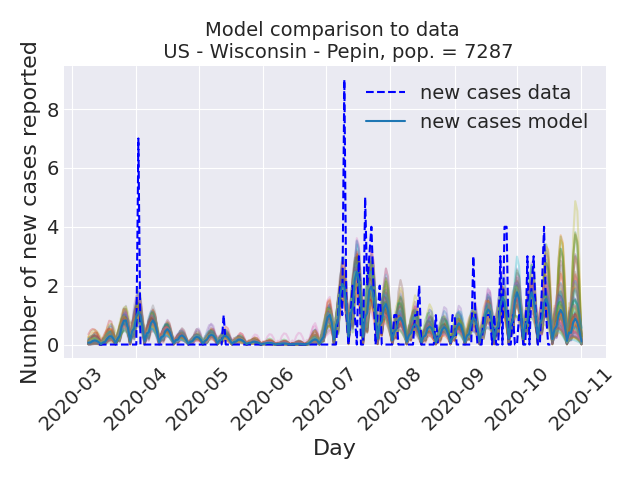 Model comparison to data
US - Wisconsin - Pepin, pop. = 7287
Number of new cases reported
8
6
4
2
0
new cases data
new cases model
2020-03
2020-04
2020-05
2020-06
2020-07
2020-08
2020-09
2020-10
2020-11
Day